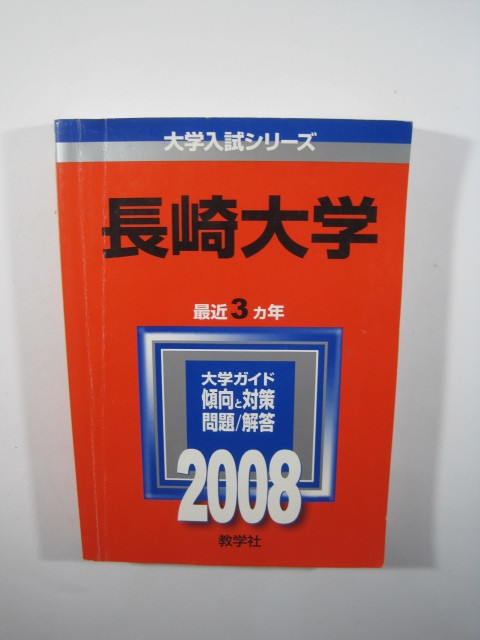 大学入試シリーズ
長崎大学
最近3ヵ年
大学ガイド
傾向と対策
問題/解答
2008
教学社